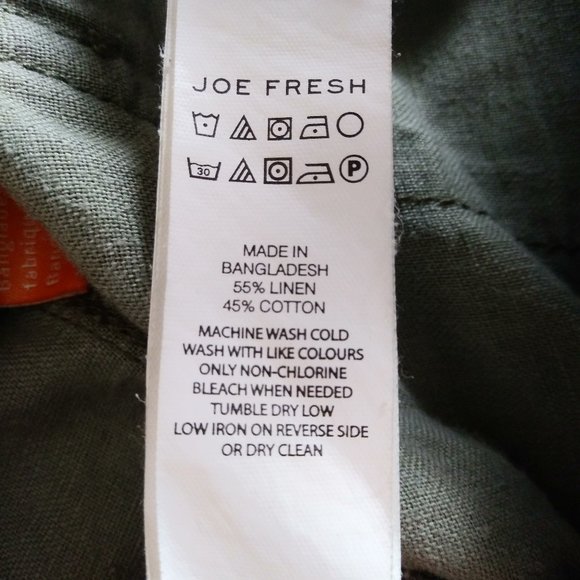 JOE FRESH
30 P
MADE IN
BANGLADESH
55% LINEN
45% COTTON
MACHINE WASH COLD
WASH WITH LIKE COLOURS
ONLY NON-CHLORINE
BLEACH WHEN NEEDED
TUMBLE DRY LOW
LOW IRON ON REVERSE SIDE
OR DRY CLEAN